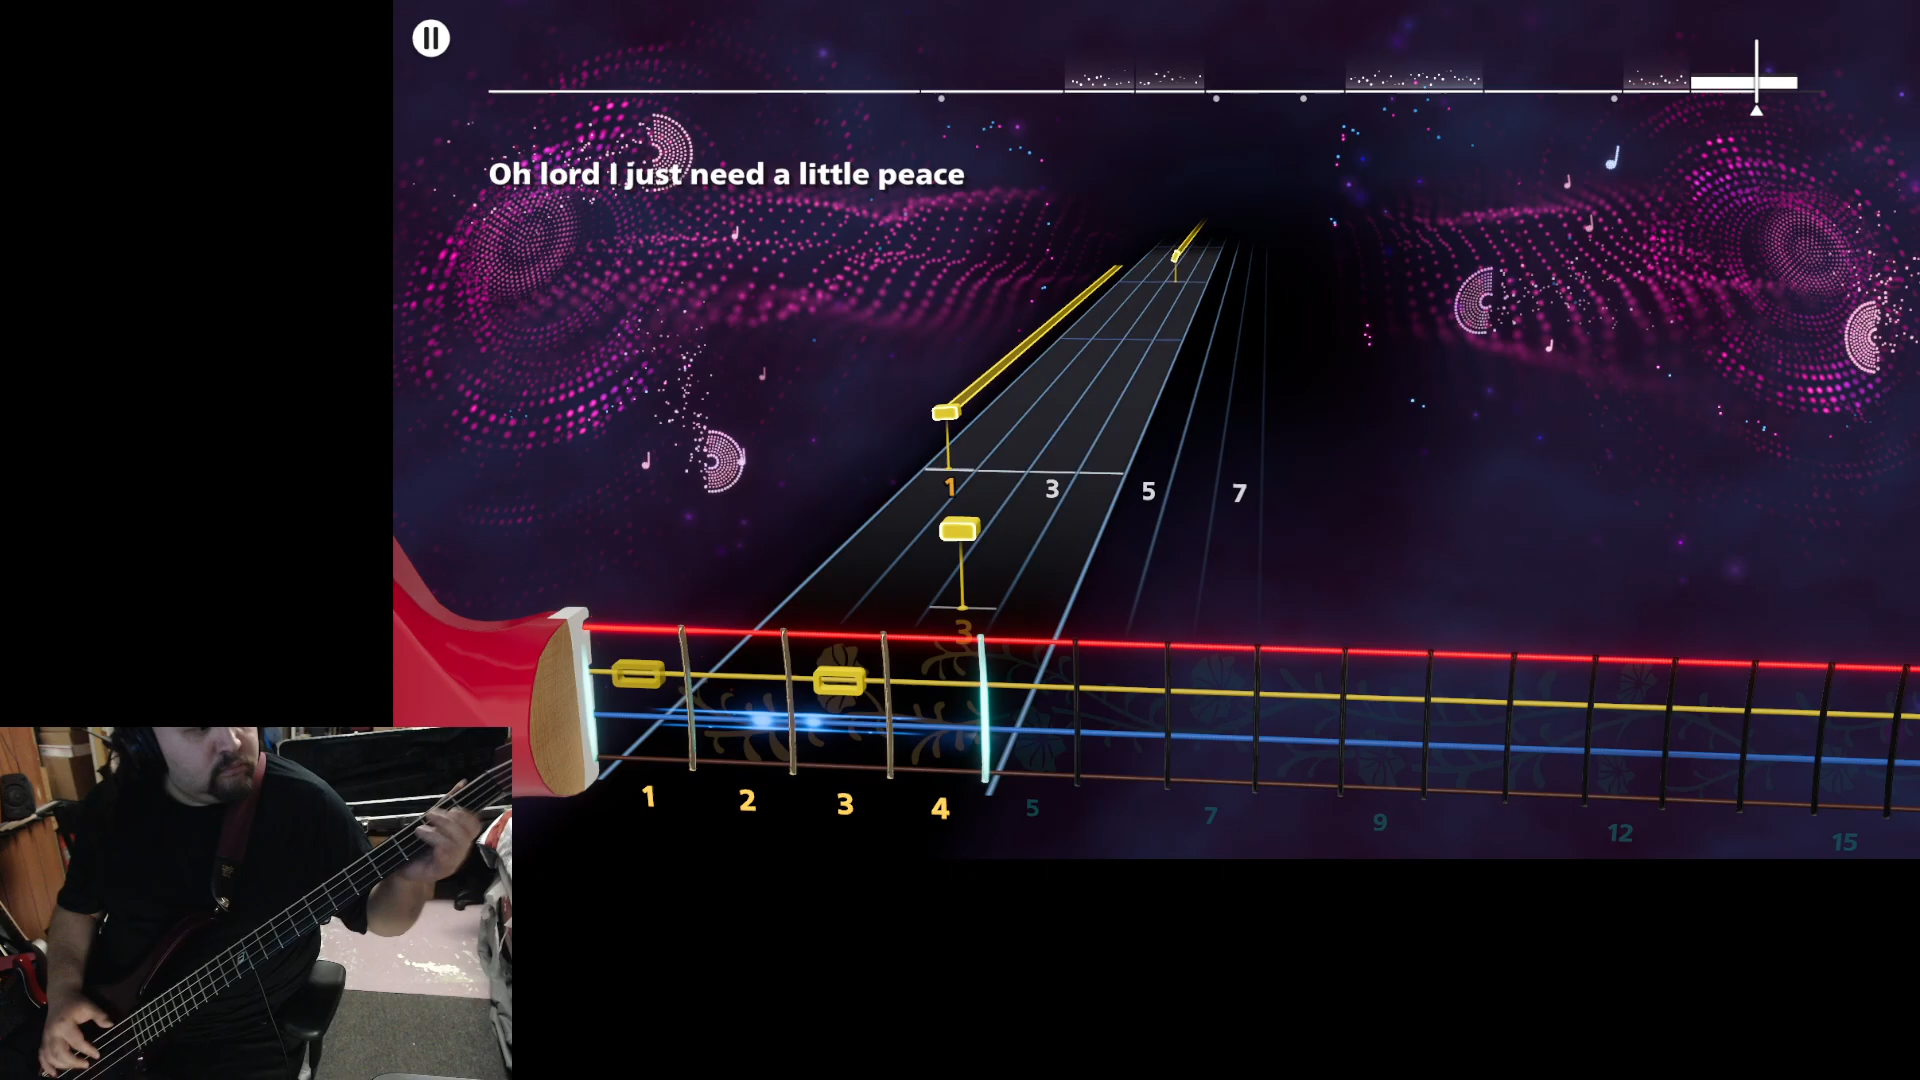 Oh lord I just need a little peace
1 3 5 7
3
1 2 3 4 5 7 9 12 15